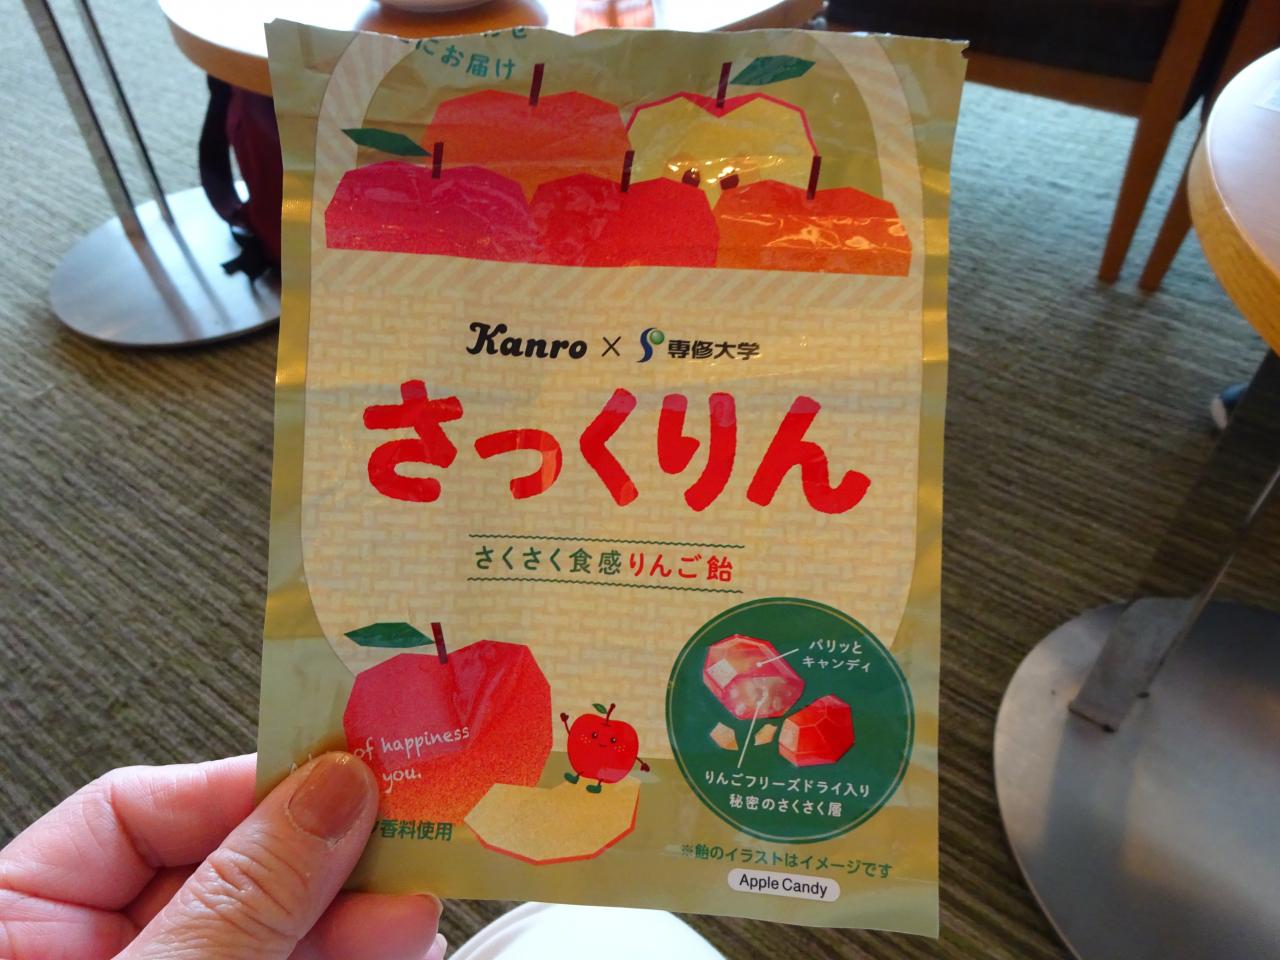 にお届け
Kanro × 専修大学
さっくりん
さくさく食感りんご飴
パリッと
キャンディ
りんごフリーズドライ入り
秘密のさくさく層
of happiness
you.
香料使用
※飴のイラストはイメージです
Apple Candy